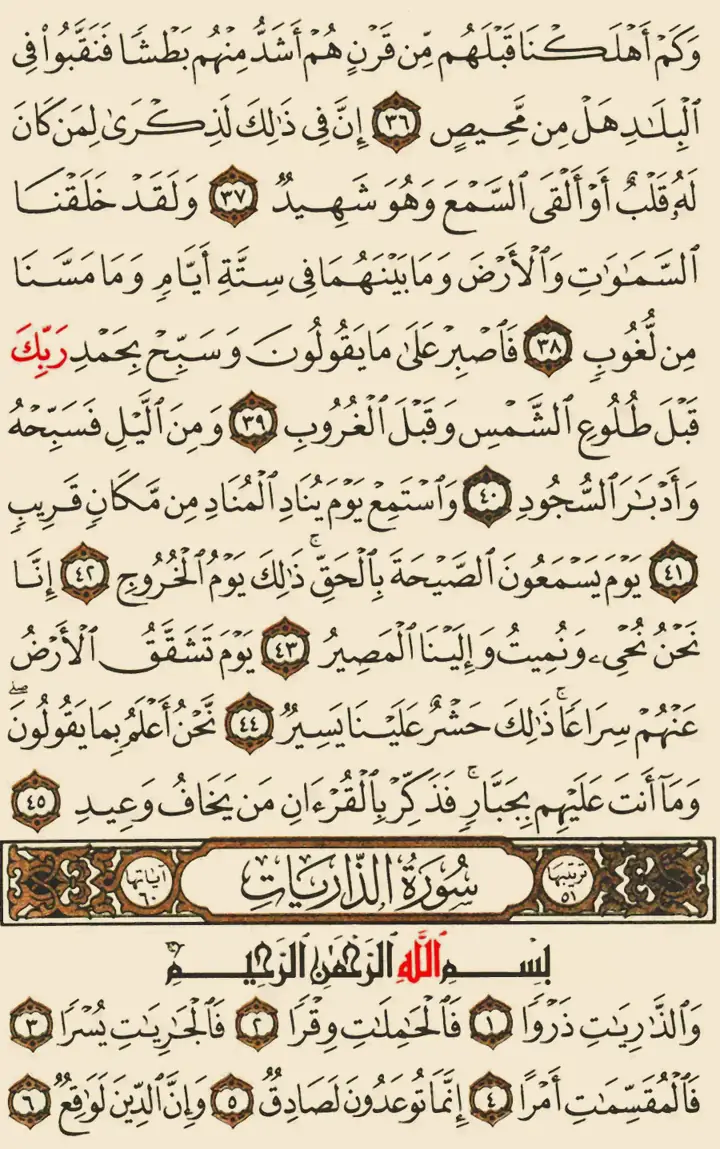 وَكَمْ أَهْلَكْنَا قَبْلَهُم مِّن قَرْنٍ هُمْ أَشَدُّ مِنْهُم بَطْشًا فَنَقَّبُوا۟ فِى
ٱلْبِلَٰدِ هَلْ مِن مَّحِيصٍ ٣٦ إِنَّ فِى ذَٰلِكَ لَذِكْرَىٰ لِمَن كَانَ
لَهُۥ قَلْبٌ أَوْ أَلْقَى ٱلسَّمْعَ وَهُوَ شَهِيدٌ ٣٧ وَلَقَدْ خَلَقْنَا
ٱلسَّمَٰوَٰتِ وَٱلْأَرْضَ وَمَا بَيْنَهُمَا فِى سِتَّةِ أَيَّامٍ وَمَا مَسَّنَا
مِن لُّغُوبٍ ٣٨ فَٱصْبِرْ عَلَىٰ مَا يَقُولُونَ وَسَبِّحْ بِحَمْدِ رَبِّكَ
قَبْلَ طُلُوعِ ٱلشَّمْسِ وَقَبْلَ ٱلْغُرُوبِ ٣٩ وَمِنَ ٱلَّيْلِ فَسَبِّحْهُ
وَأَدْبَٰرَ ٱلسُّجُودِ ٤٠ وَٱسْتَمِعْ يَوْمَ يُنَادِ ٱلْمُنَادِ مِن مَّكَانٍ قَرِيبٍ
٤١ يَوْمَ يَسْمَعُونَ ٱلصَّيْحَةَ بِٱلْحَقِّ ۚ ذَٰلِكَ يَوْمُ ٱلْخُرُوجِ ٤٢ إِنَّا
نَحْنُ نُحْىِۦ وَنُمِيتُ وَإِلَيْنَا ٱلْمَصِيرُ ٤٣ يَوْمَ تَشَقَّقُ ٱلْأَرْضُ
عَنْهُمْ سِرَاعًا ۚ ذَٰلِكَ حَشْرٌ عَلَيْنَا يَسِيرٌ ٤٤ نَّحْنُ أَعْلَمُ بِمَا يَقُولُونَ ۖ
وَمَآ أَنتَ عَلَيْهِم بِجَبَّارٍ ۖ فَذَكِّرْ بِٱلْقُرْءَانِ مَن يَخَافُ وَعِيدِ ٤٥
ترتيبها ٥١ سُورَةُ الذَّارِيَاتِ آياتها ٦٠
بِسْمِ ٱللَّهِ ٱلرَّحْمَٰنِ ٱلرَّحِيمِ
وَٱلذَّٰرِيَٰتِ ذَرْوًا ١ فَٱلْحَٰمِلَٰتِ وِقْرًا ٢ فَٱلْجَٰرِيَٰتِ يُسْرًا ٣
فَٱلْمُقَسِّمَٰتِ أَمْرًا ٤ إِنَّمَا تُوعَدُونَ لَصَادِقٌ ٥ وَإِنَّ ٱلدِّينَ لَوَٰقِعٌ ٦